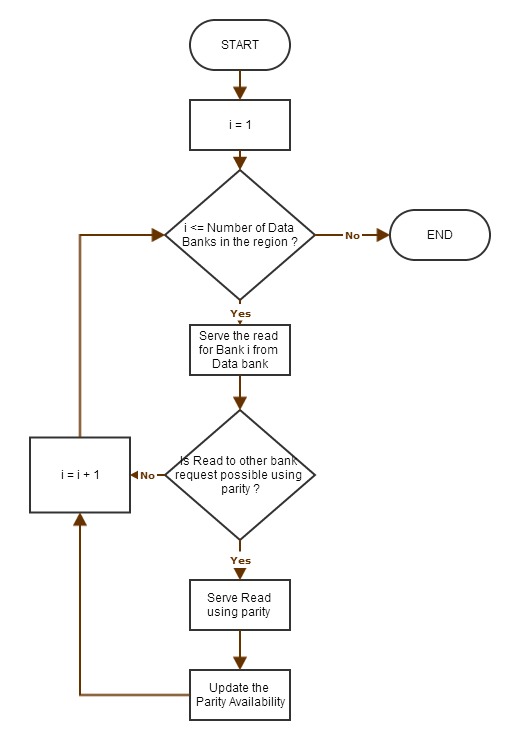 START
i = 1
i <= Number of Data
Banks in the region ?
No
END
Yes
Serve the read
for Bank i from
Data bank
Is Read to other bank
request possible using
parity ?
No
i = i + 1
Yes
Serve Read
using parity
Update the
Parity Availability